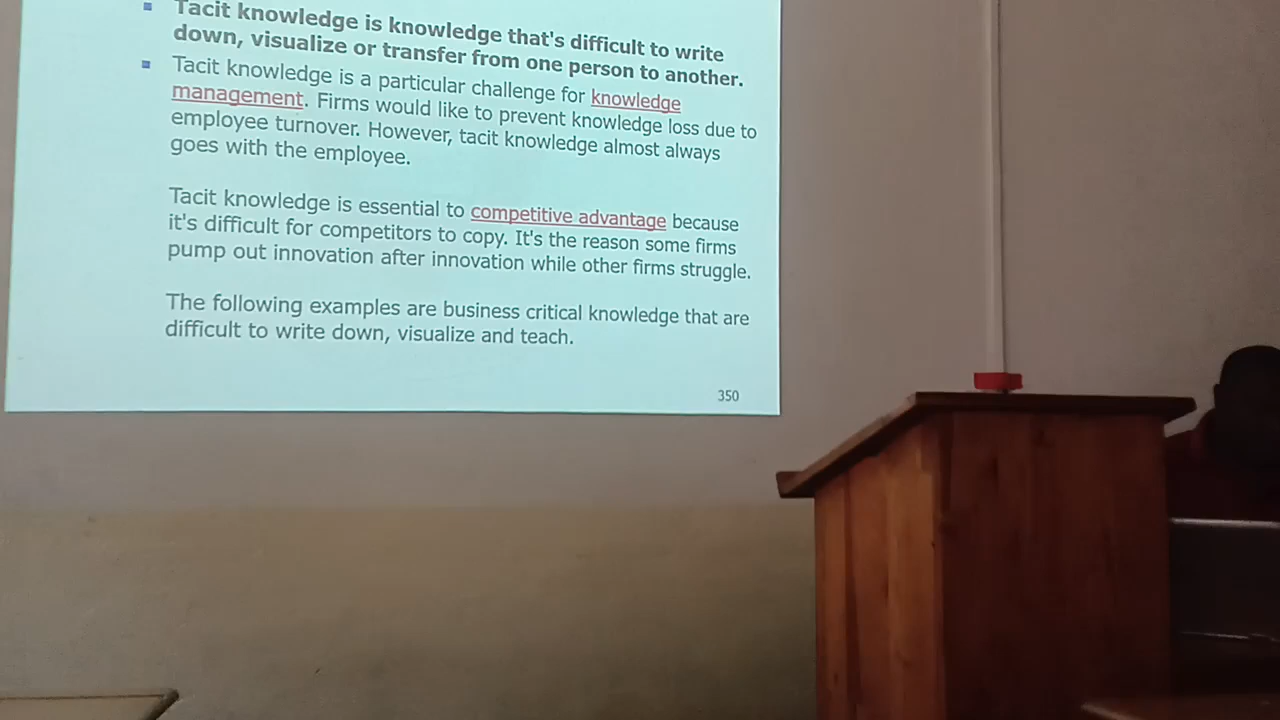 Tacit knowledge is knowledge that's difficult to write
down, visualize or transfer from one person to another.
Tacit knowledge is a particular challenge for knowledge
management. Firms would like to prevent knowledge loss due to
employee turnover. However, tacit knowledge almost always
goes with the employee.
Tacit knowledge is essential to competitive advantage because
it's difficult for competitors to copy. It's the reason some firms
pump out innovation after innovation while other firms struggle.
The following examples are business critical knowledge that are
difficult to write down, visualize and teach.
350